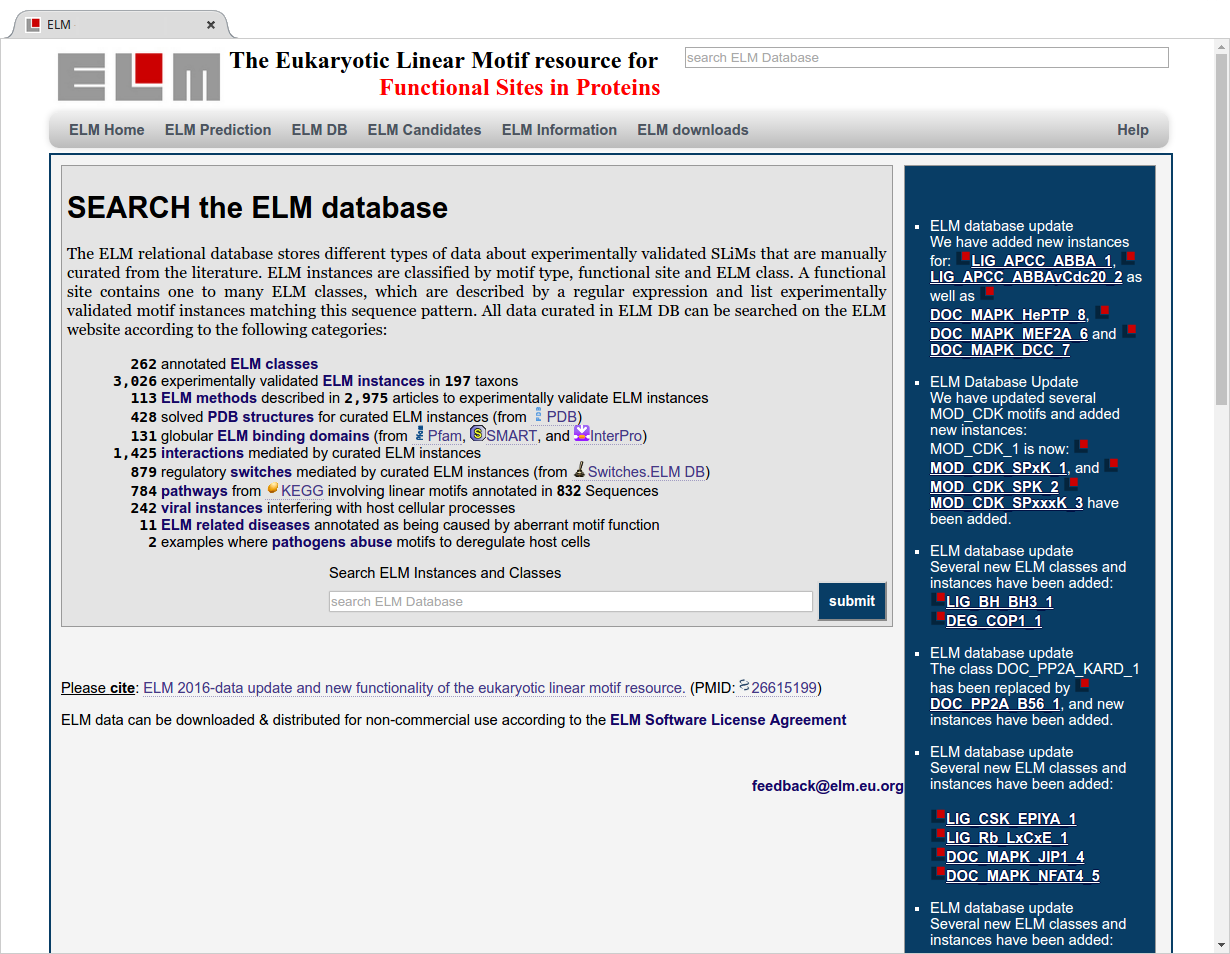 ELM
ELM
The Eukaryotic Linear Motif resource for
Functional Sites in Proteins
search ELM Database
ELM Home ELM Prediction ELM DB ELM Candidates ELM Information ELM downloads Help
SEARCH the ELM database
The ELM relational database stores different types of data about experimentally validated SLiMs that are manually
curated from the literature. ELM instances are classified by motif type, functional site and ELM class. A functional
site contains one to many ELM classes, which are described by a regular expression and list experimentally
validated motif instances matching this sequence pattern. All data curated in ELM DB can be searched on the ELM
website according to the following categories:
262 annotated ELM classes
3,026 experimentally validated ELM instances in 197 taxons
113 ELM methods described in 2,975 articles to experimentally validate ELM instances
428 solved PDB structures for curated ELM instances (from PDB)
131 globular ELM binding domains (from Pfam, SMART, and InterPro)
1,425 interactions mediated by curated ELM instances
879 regulatory switches mediated by curated ELM instances (from Switches.ELM DB)
784 pathways from KEGG involving linear motifs annotated in 832 Sequences
242 viral instances interfering with host cellular processes
11 ELM related diseases annotated as being caused by aberrant motif function
2 examples where pathogens abuse motifs to deregulate host cells
Search ELM Instances and Classes
search ELM Database submit
Please cite: ELM 2016-data update and new functionality of the eukaryotic linear motif resource. (PMID: 26615199)
ELM data can be downloaded & distributed for non-commercial use according to the ELM Software License Agreement
feedback@elm.eu.org
ELM database update
We have added new instances
for: LIG_APCC_ABBA_1,
LIG_APCC_ABBAvCdc20_2 as
well as
DOC_MAPK_HePTP_8,
DOC_MAPK_MEF2A_6 and
DOC_MAPK_DCC_7
ELM Database Update
We have updated several
MOD_CDK motifs and added
new instances:
MOD_CDK_1 is now:
MOD_CDK_SPxK_1, and
MOD_CDK_SPK_2
MOD_CDK_SPxxxK_3 have
been added.
ELM database update
Several new ELM classes and
instances have been added:
LIG_BH_BH3_1
DEG_COP1_1
ELM database update
The class DOC_PP2A_KARD_1
has been replaced by
DOC_PP2A_B56_1, and new
instances have been added.
ELM database update
Several new ELM classes and
instances have been added:
LIG_CSK_EPIYA_1
LIG_Rb_LxCxE_1
DOC_MAPK_JIP1_4
DOC_MAPK_NFAT4_5
ELM database update
Several new ELM classes and
instances have been added: